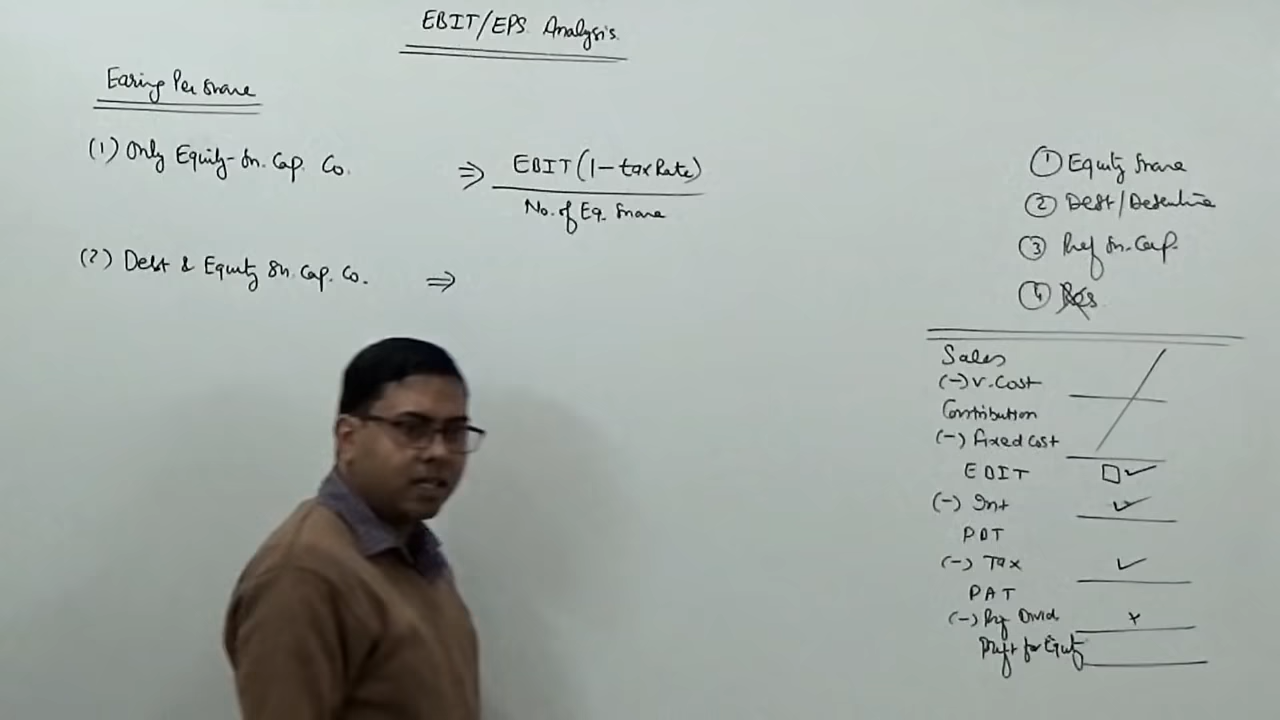 EBIT/EPS Analysis.
Earing Per Share
(1) Only Equity Sh. Cap. Co. ⇒ EBIT (1 - tax Rate)
No. of Eq. Share
(2) Debt & Equity Sh. Cap. Co. ⇒
① Equity Share
② Debt/Debenture
③ Pref Sh. Cap.
④ Res
Sales
(-) V. Cost
Contribution
(-) Fixed Cost
EBIT
(-) Int
PBT
(-) Tax
PAT
(-) Pref Divid.
Profit for Equity